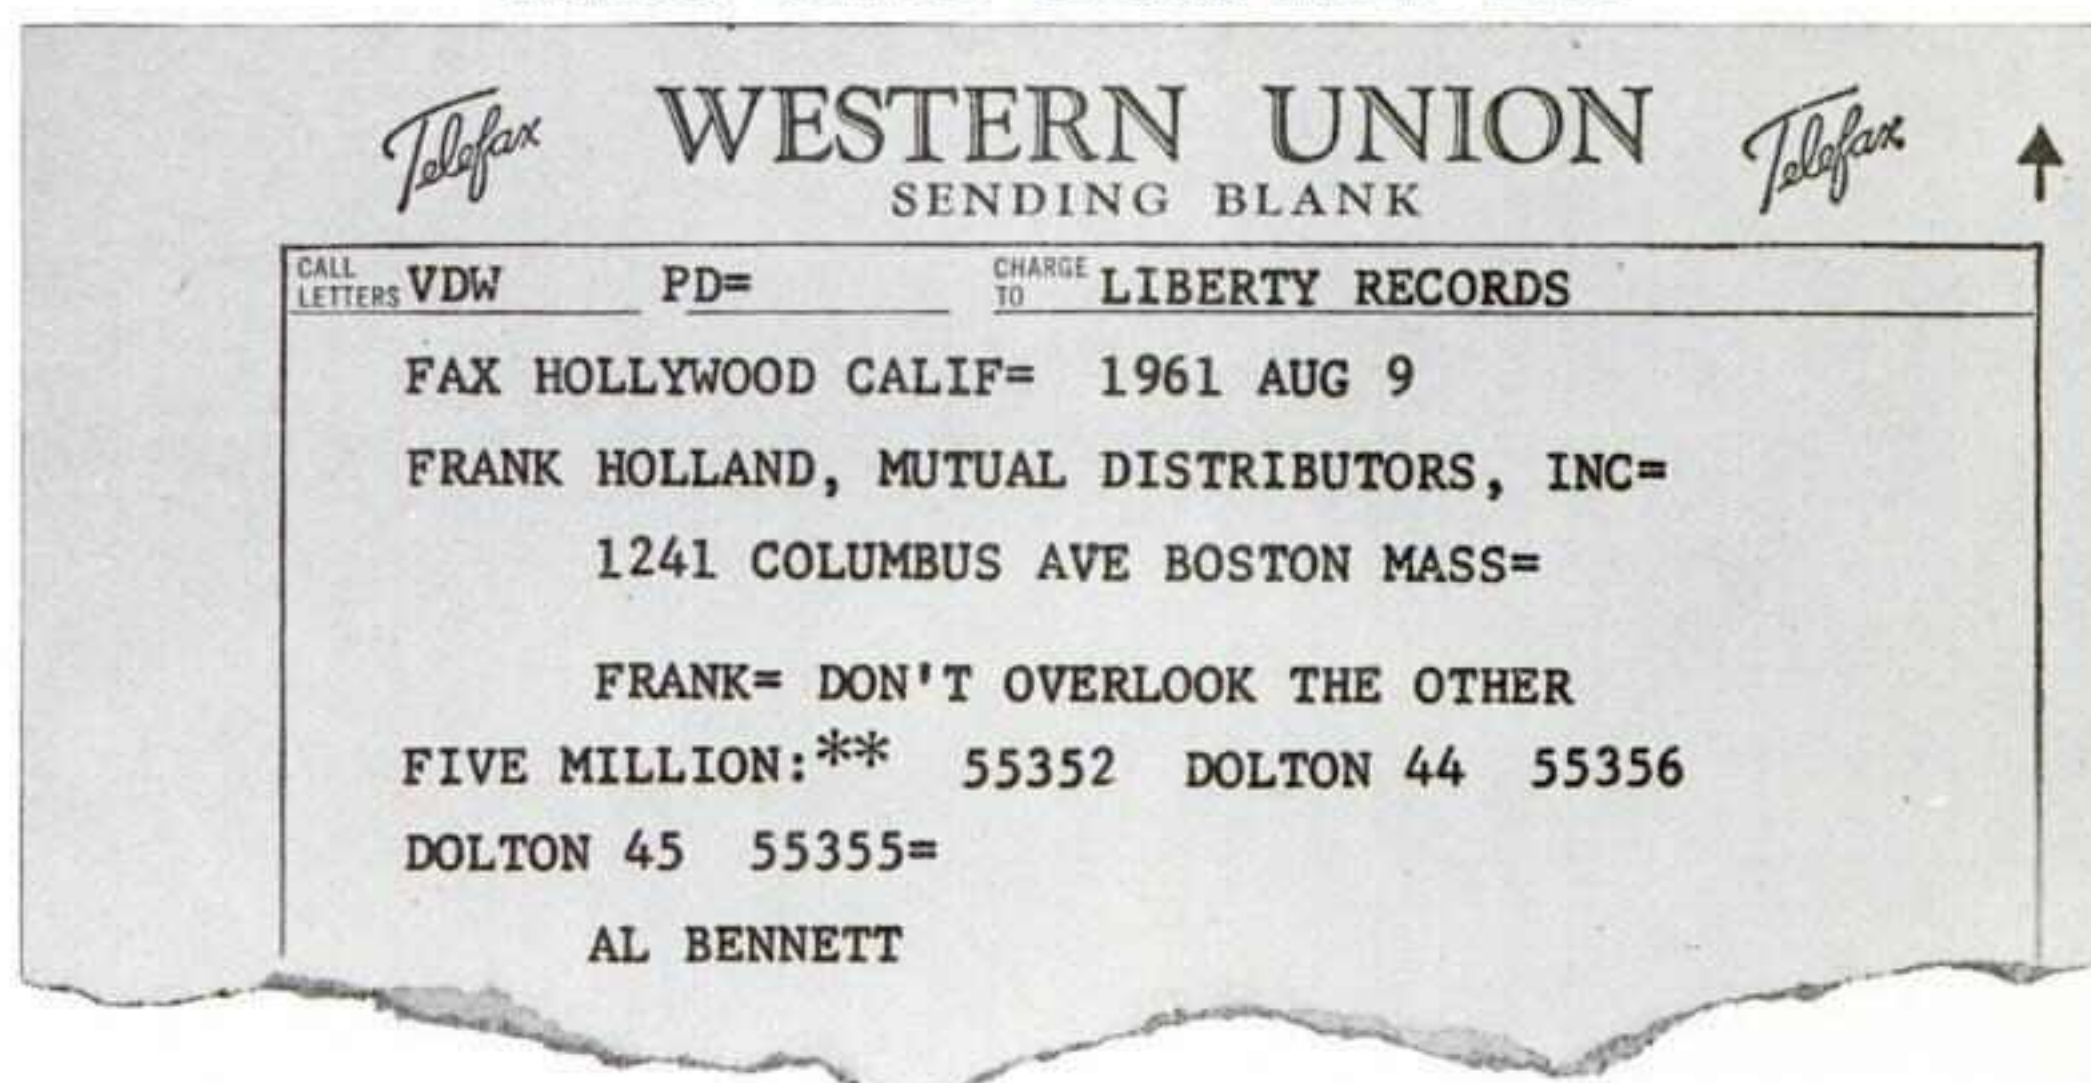 Telefax WESTERN UNION Telefax
SENDING BLANK
CALL LETTERS VDW PD= CHARGE TO LIBERTY RECORDS
FAX HOLLYWOOD CALIF= 1961 AUG 9
FRANK HOLLAND, MUTUAL DISTRIBUTORS, INC=
1241 COLUMBUS AVE BOSTON MASS=
FRANK= DON'T OVERLOOK THE OTHER
FIVE MILLION:** 55352 DOLTON 44 55356
DOLTON 45 55355=
AL BENNETT